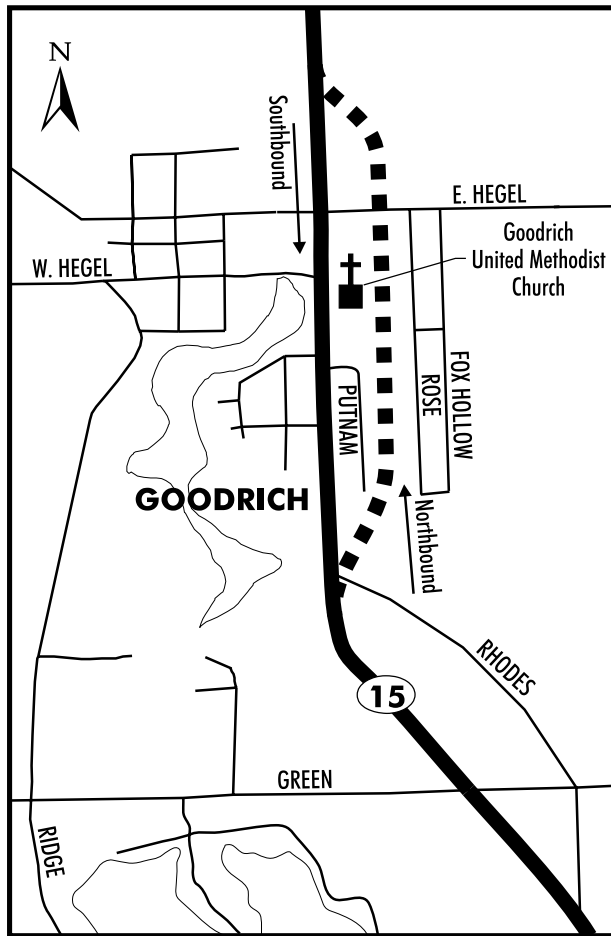 N
Southbound
E. HEGEL
Goodrich
United Methodist
Church
W. HEGEL
PUTNAM
ROSE
FOX HOLLOW
GOODRICH
Northbound
RHODES
15
GREEN
RIDGE